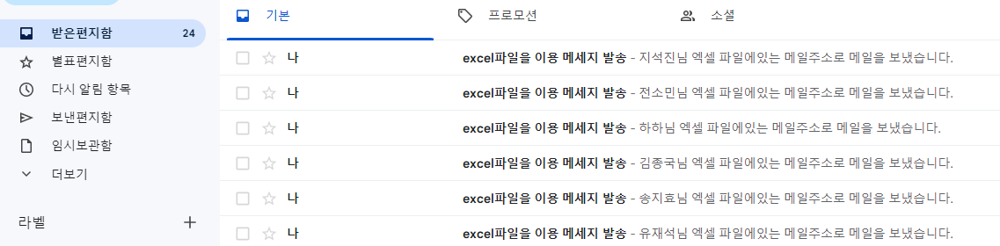 받은편지함 24
별표편지함
다시 알림 항목
보낸편지함
임시보관함
더보기
라벨
기본 프로모션 소셜
나 excel파일을 이용 메세지 발송 - 지석진님 엑셀 파일에있는 메일주소로 메일을 보냈습니다.
나 excel파일을 이용 메세지 발송 - 전소민님 엑셀 파일에있는 메일주소로 메일을 보냈습니다.
나 excel파일을 이용 메세지 발송 - 하하님 엑셀 파일에있는 메일주소로 메일을 보냈습니다.
나 excel파일을 이용 메세지 발송 - 김종국님 엑셀 파일에있는 메일주소로 메일을 보냈습니다.
나 excel파일을 이용 메세지 발송 - 송지효님 엑셀 파일에있는 메일주소로 메일을 보냈습니다.
나 excel파일을 이용 메세지 발송 - 유재석님 엑셀 파일에있는 메일주소로 메일을 보냈습니다.